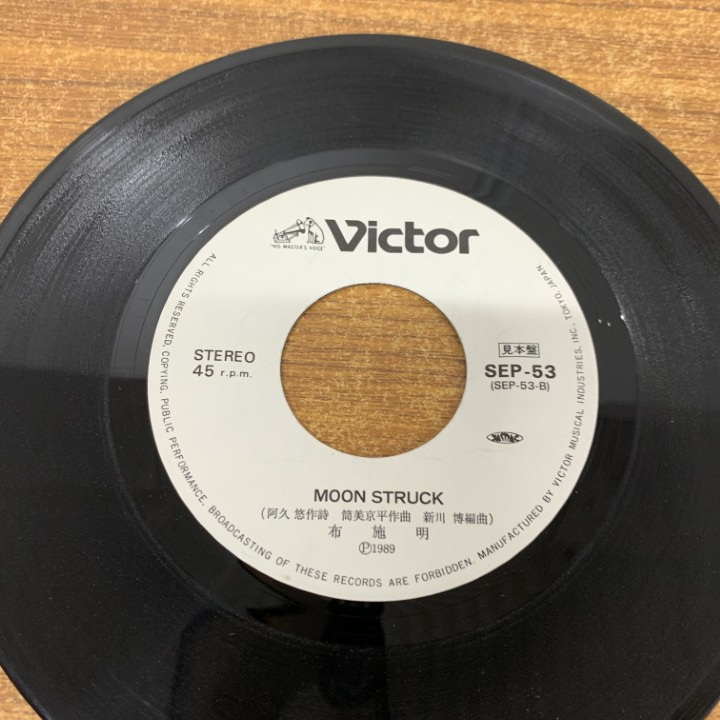 "HIS MASTER'S VOICE"
Victor
STEREO
45 r.p.m.
見本盤
SEP-53
(SEP-53-B)
MOON STRUCK
(阿久 悠作詩 筒美京平作曲 新川 博編曲)
布施明
Ⓟ1989
ALL RIGHTS RESERVED. COPYING, PUBLIC PERFORMANCE, BROADCASTING OF THESE RECORDS ARE FORBIDDEN. MANUFACTURED BY VICTOR MUSICAL INDUSTRIES, INC., TOKYO, JAPAN.